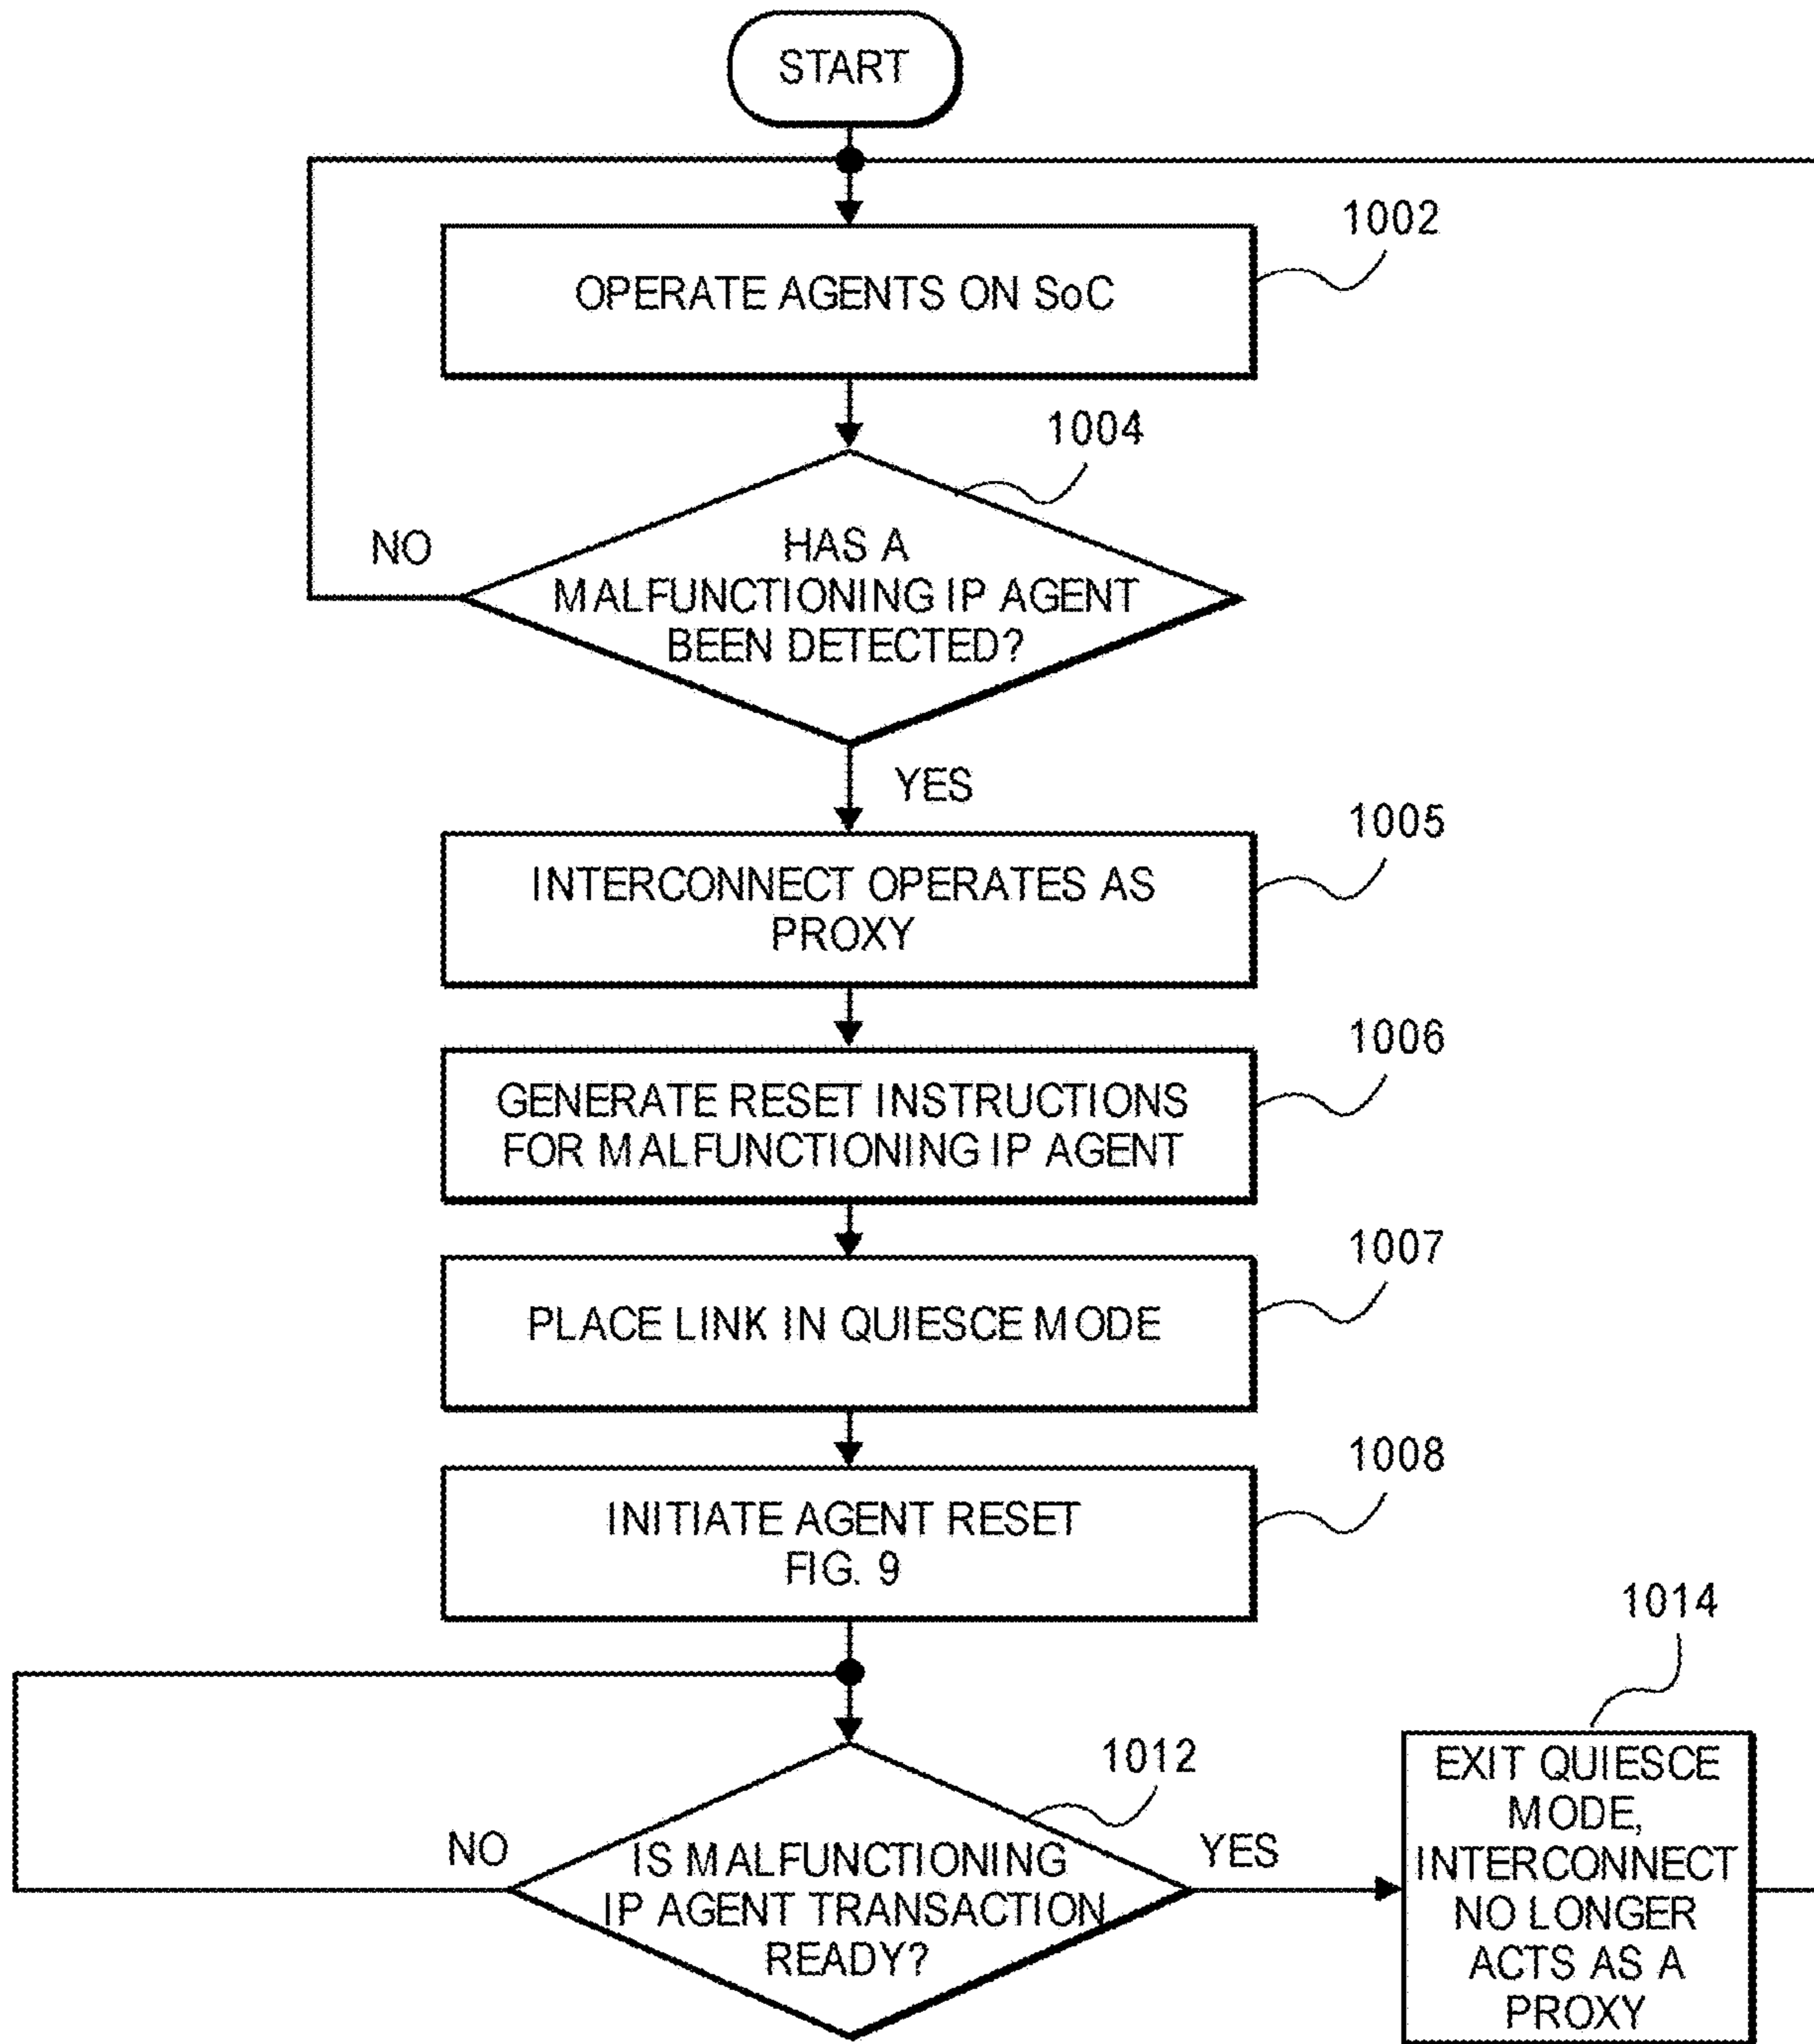 START
1002
OPERATE AGENTS ON SoC
1004
HAS A
MALFUNCTIONING IP AGENT
BEEN DETECTED?
NO
YES
1005
INTERCONNECT OPERATES AS
PROXY
1006
GENERATE RESET INSTRUCTIONS
FOR MALFUNCTIONING IP AGENT
1007
PLACE LINK IN QUIESCE MODE
1008
INITIATE AGENT RESET
FIG. 9
1012
IS MALFUNCTIONING
IP AGENT TRANSACTION
READY?
NO
YES
1014
EXIT QUIESCE
MODE,
INTERCONNECT
NO LONGER
ACTS AS A
PROXY